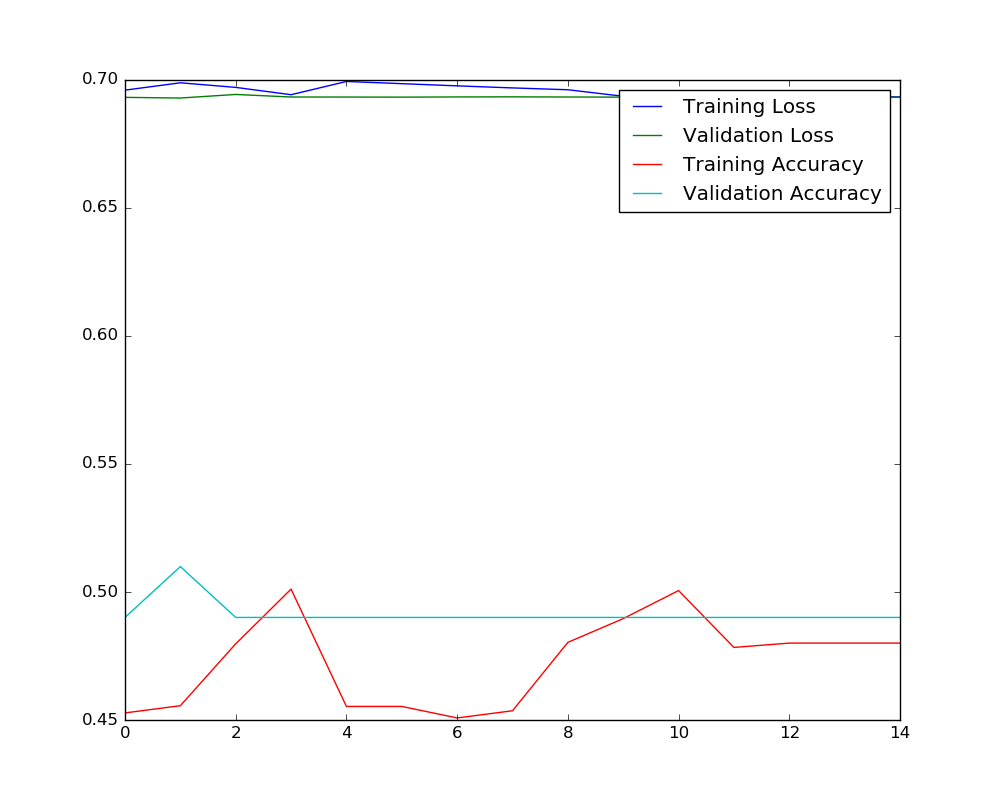 0.70
0.65
0.60
0.55
0.50
0.45
0 2 4 6 8 10 12 14
Training Loss
Validation Loss
Training Accuracy
Validation Accuracy